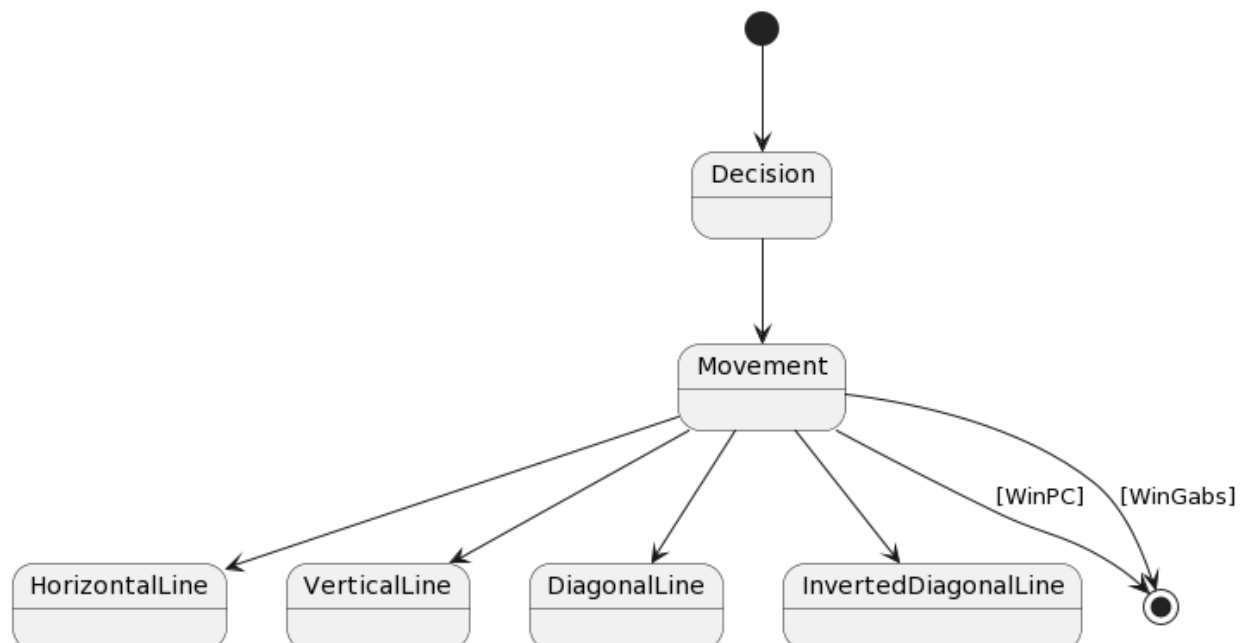 Decision
Movement
[WinPC]
[WinGabs]
HorizontalLine
VerticalLine
DiagonalLine
InvertedDiagonalLine